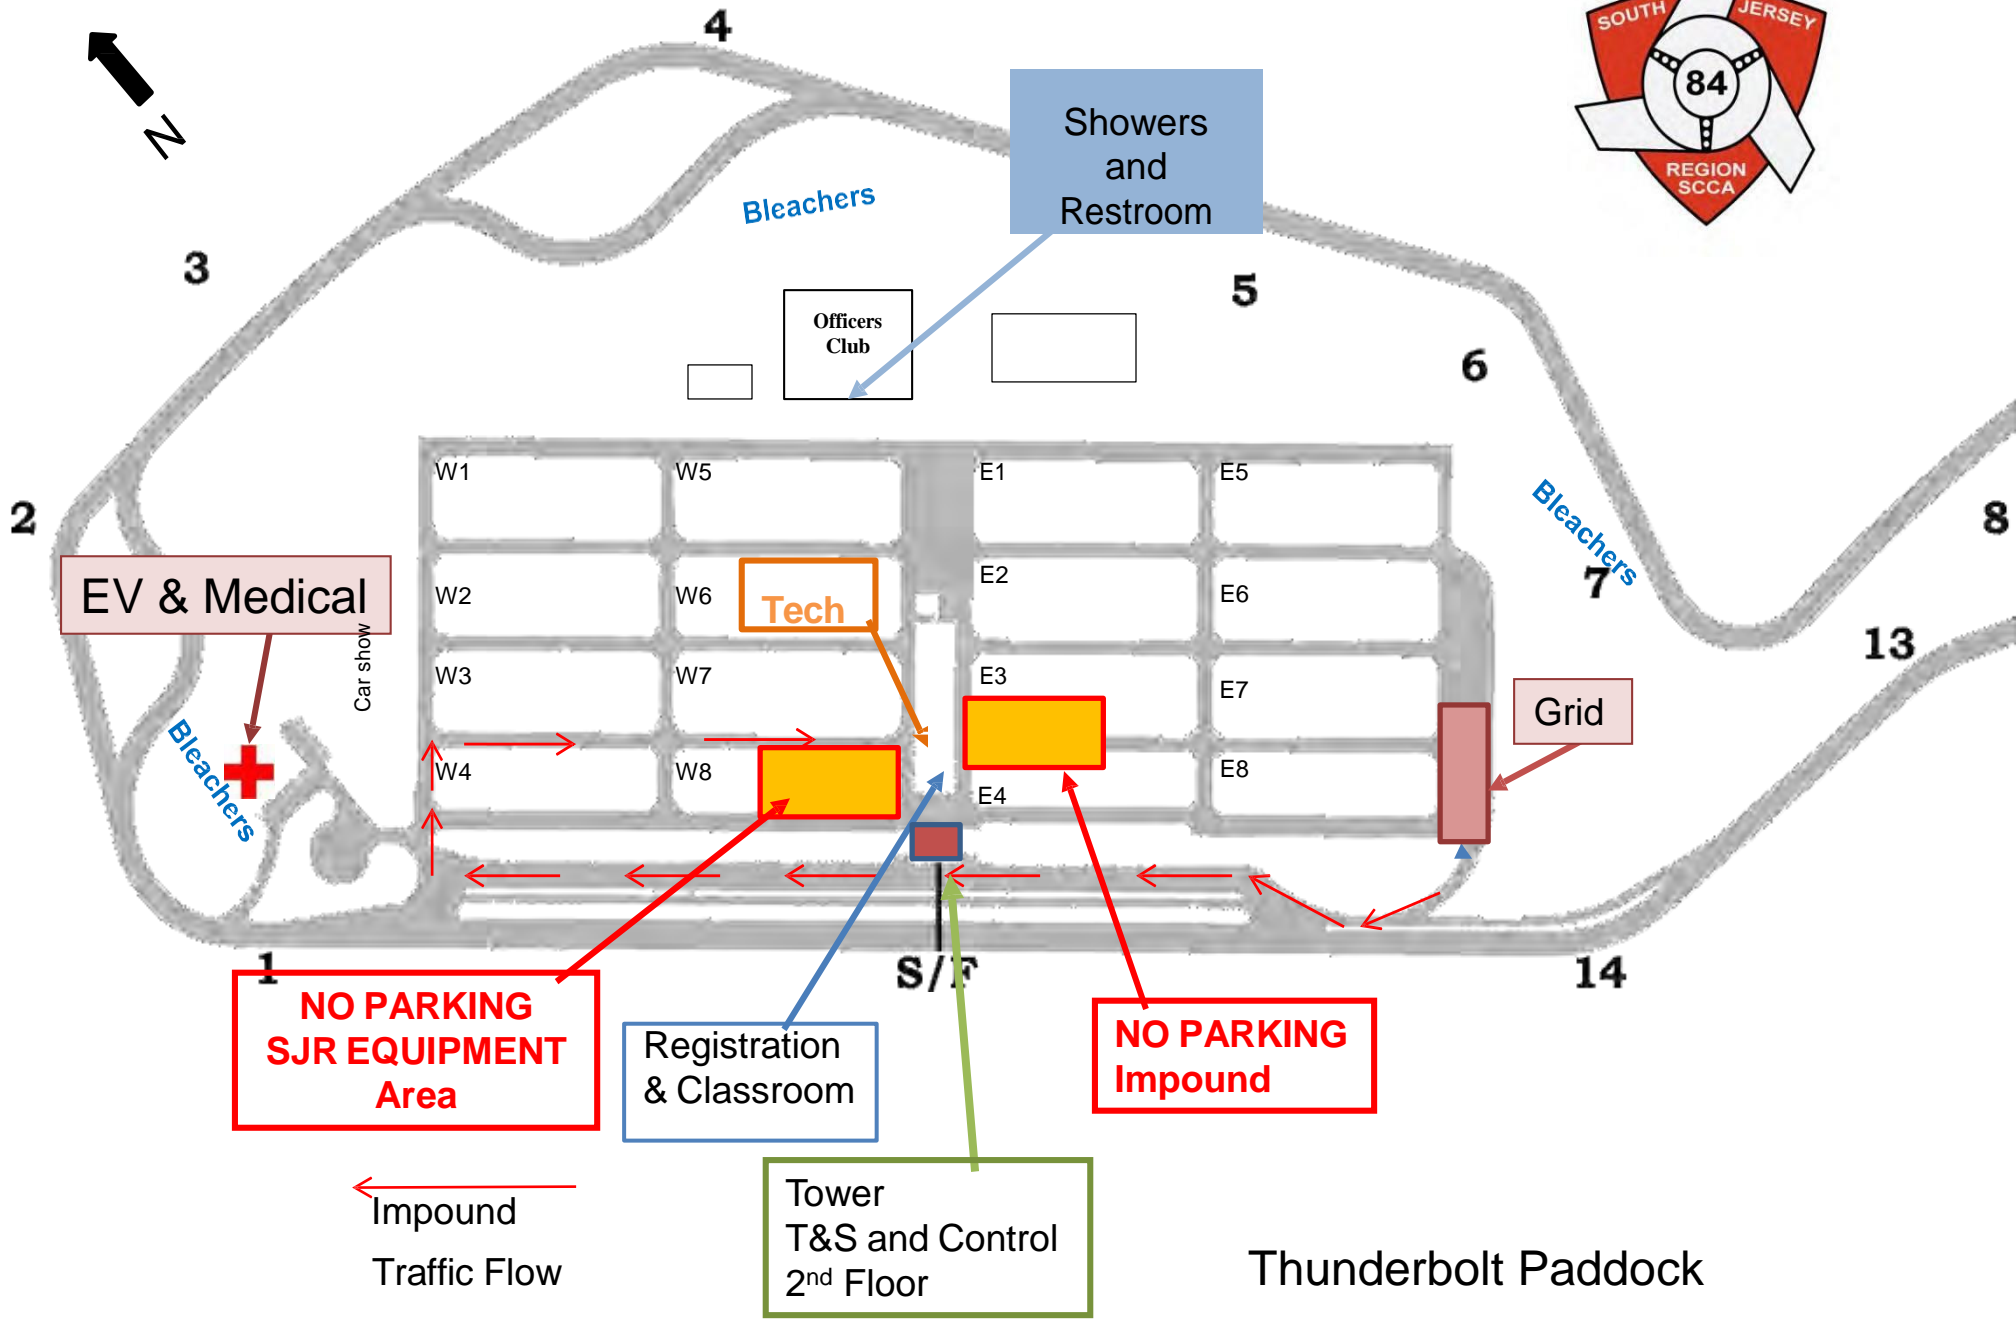 4
SOUTH JERSEY
84
REGION
SCCA
N
Showers
and
Restroom
Bleachers
3
5
Officers
Club
6
W1
W5
E1
E5
2
Bleachers
8
EV & Medical
W2
W6
Tech
E2
E6
7
Car show
13
W3
W7
E3
E7
Grid
Bleachers
W4
W8
E4
E8
1
S/F
14
NO PARKING
SJR EQUIPMENT
Area
Registration
& Classroom
NO PARKING
Impound
Impound
Traffic Flow
Tower
T&S and Control
2nd Floor
Thunderbolt Paddock